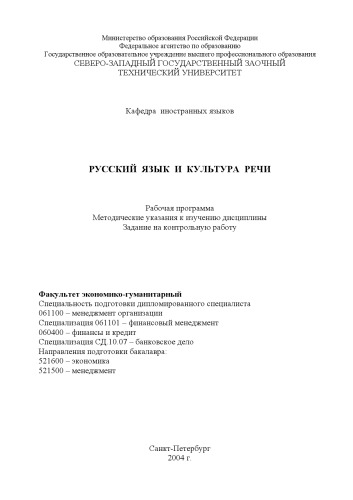 Министерство образования Российской Федерации
Федеральное агентство по образованию
Государственное образовательное учреждение высшего профессионального образования
СЕВЕРО-ЗАПАДНЫЙ ГОСУДАРСТВЕННЫЙ ЗАОЧНЫЙ
ТЕХНИЧЕСКИЙ УНИВЕРСИТЕТ
Кафедра иностранных языков
РУССКИЙ ЯЗЫК И КУЛЬТУРА РЕЧИ
Рабочая программа
Методические указания к изучению дисциплины
Задание на контрольную работу
Факультет экономико-гуманитарный
Специальность подготовки дипломированного специалиста
061100 – менеджмент организации
Специализация 061101 – финансовый менеджмент
060400 – финансы и кредит
Специализация СД.10.07 – банковское дело
Направления подготовки бакалавра:
521600 – экономика
521500 – менеджмент
Санкт-Петербург
2004 г.